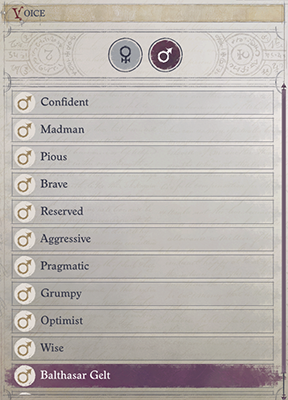 Voice
Confident
Madman
Pious
Brave
Reserved
Aggressive
Pragmatic
Grumpy
Optimist
Wise
Balthasar Gelt